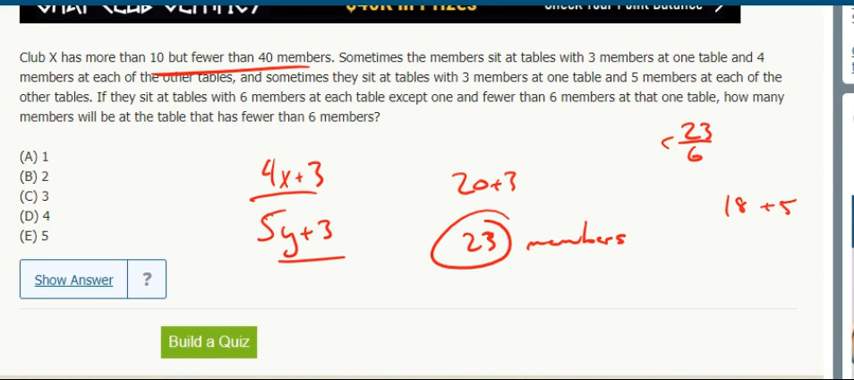 Club X has more than 10 but fewer than 40 members. Sometimes the members sit at tables with 3 members at one table and 4
members at each of the other tables, and sometimes they sit at tables with 3 members at one table and 5 members at each of the
other tables. If they sit at tables with 6 members at each table except one and fewer than 6 members at that one table, how many
members will be at the table that has fewer than 6 members?
< 23/6
(A) 1
(B) 2
(C) 3
(D) 4
(E) 5
4x+3
20+3
18 + 5
5y+3
23 members
Show Answer
?
Build a Quiz